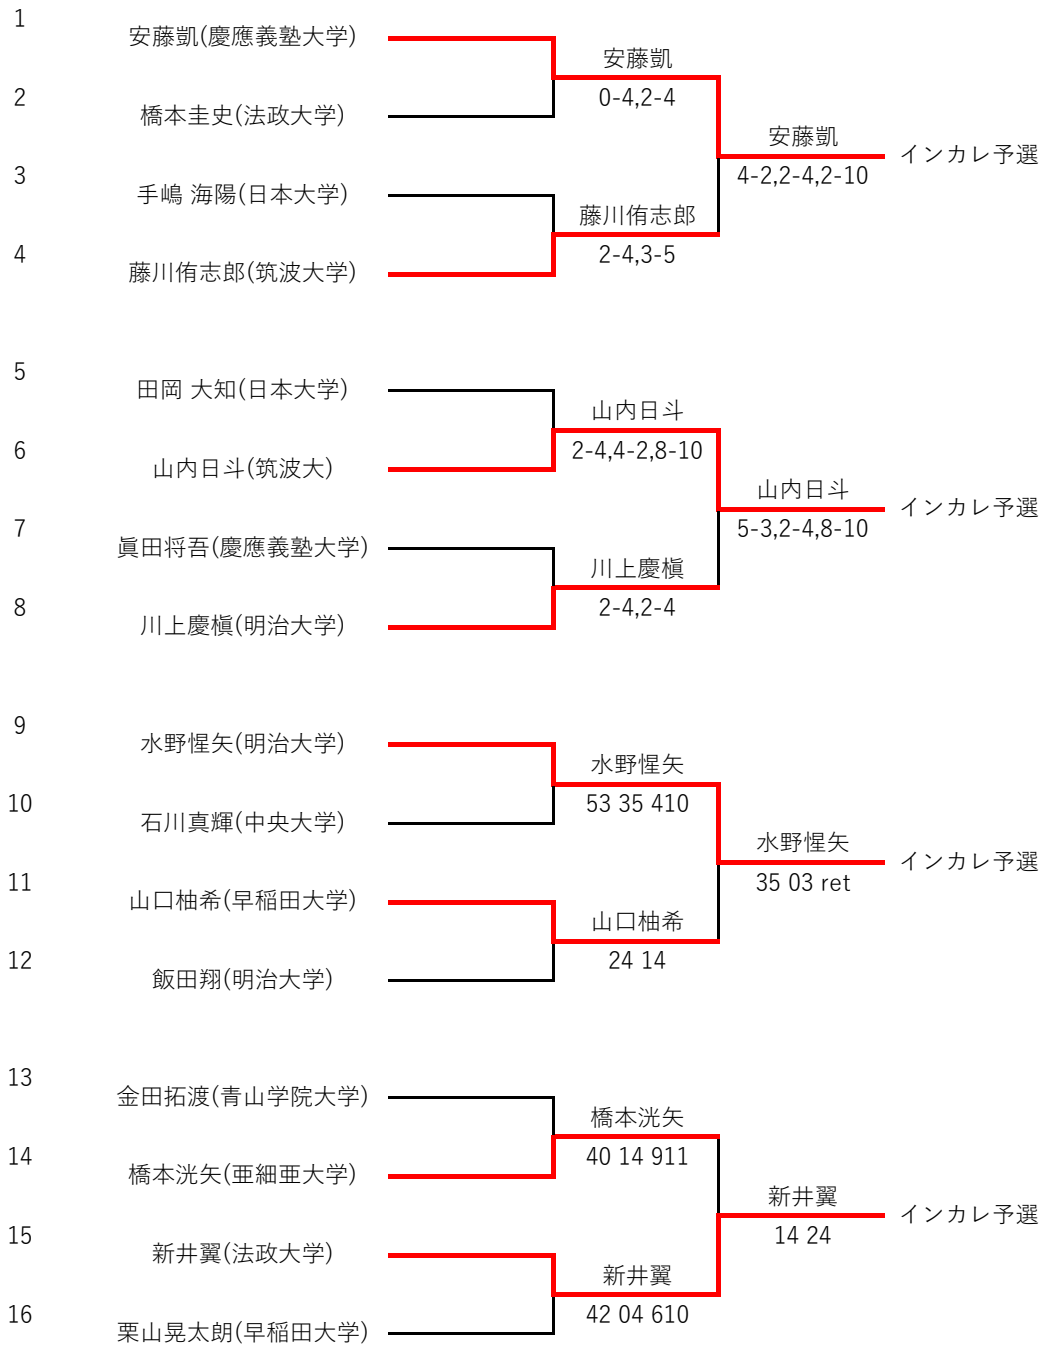 1
安藤凱(慶應義塾大学)
安藤凱
2
0-4,2-4
橋本圭史(法政大学)
安藤凱
インカレ予選
3
4-2,2-4,2-10
手嶋 海陽(日本大学)
藤川侑志郎
4
2-4,3-5
藤川侑志郎(筑波大学)
5
田岡 大知(日本大学)
山内日斗
6
2-4,4-2,8-10
山内日斗(筑波大)
山内日斗
インカレ予選
7
5-3,2-4,8-10
眞田将吾(慶應義塾大学)
川上慶槇
8
2-4,2-4
川上慶槇(明治大学)
9
水野惺矢(明治大学)
水野惺矢
10
53 35 410
石川真輝(中央大学)
水野惺矢
インカレ予選
11
35 03 ret
山口柚希(早稲田大学)
山口柚希
12
24 14
飯田翔(明治大学)
13
金田拓渡(青山学院大学)
橋本洸矢
14
40 14 911
橋本洸矢(亜細亜大学)
新井翼
インカレ予選
15
14 24
新井翼(法政大学)
新井翼
16
42 04 610
栗山晃太朗(早稲田大学)